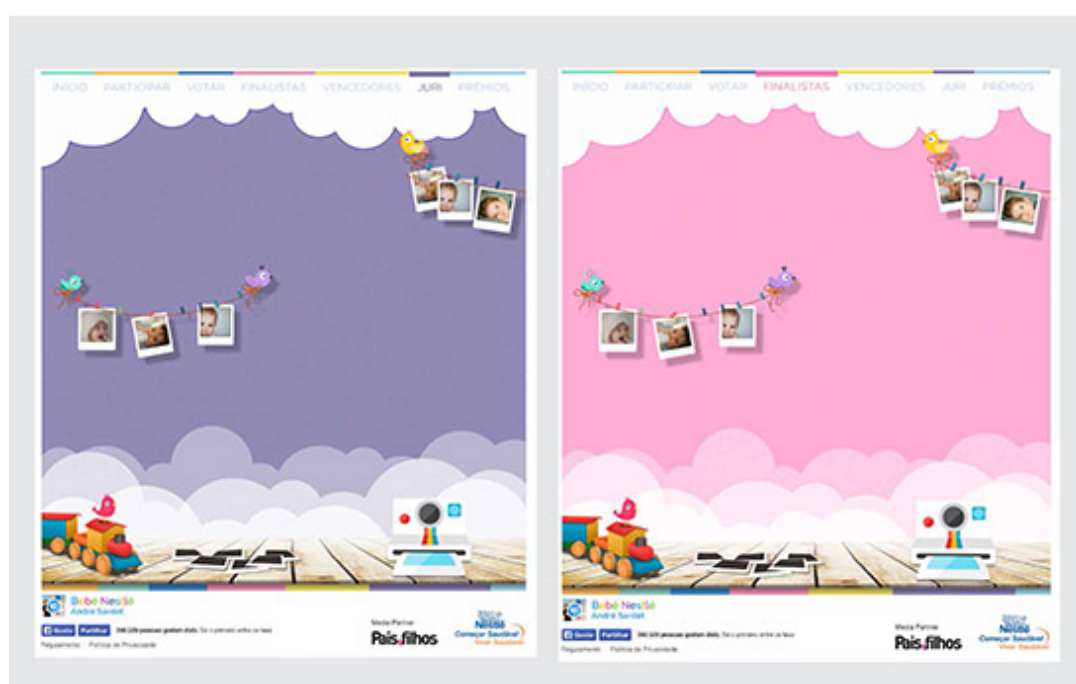 INÍCIO PARTICIPAR VOTAR FINALISTAS VENCEDORES JURI PRÉMIOS
Bebé Nestlé
André Sardet
Gosto Partilhar
Regulamento · Política de Privacidade
Media Partner
Pais&filhos
Nestlé
Começar Saudável
Viver Saudável
INÍCIO PARTICIPAR VOTAR FINALISTAS VENCEDORES JURI PRÉMIOS
Bebé Nestlé
André Sardet
Gosto Partilhar
Regulamento · Política de Privacidade
Media Partner
Pais&filhos
Nestlé
Começar Saudável
Viver Saudável